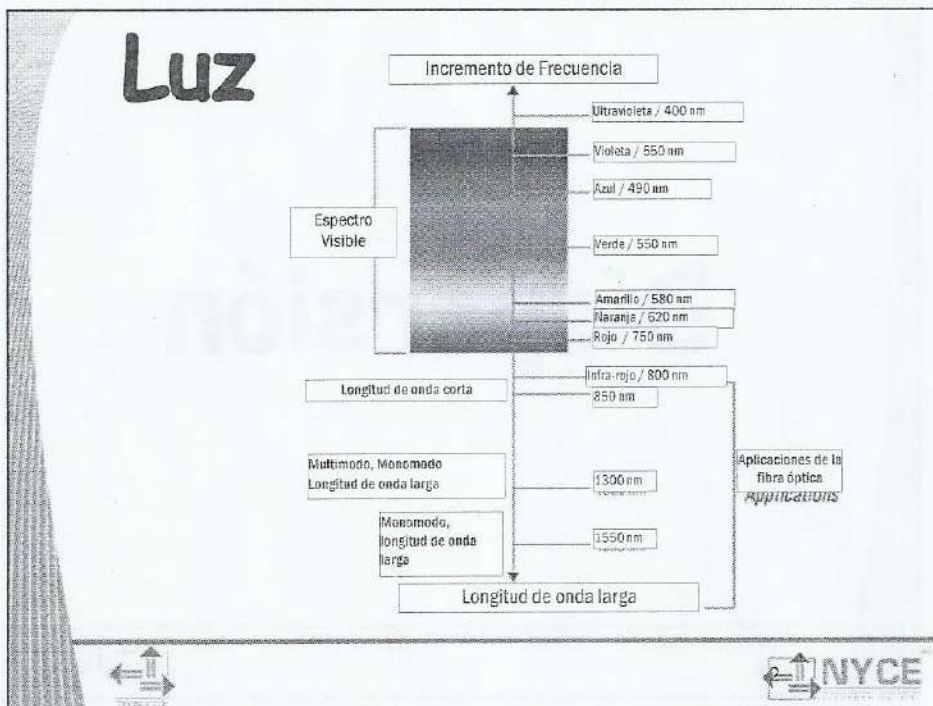 Luz
Incremento de Frecuencia
Ultravioleta / 400 nm
Violeta / 550 nm
Azul / 490 nm
Espectro
Visible
Verde / 550 nm
Amarillo / 580 nm
Naranja / 620 nm
Rojo / 750 nm
Infra-rojo / 800 nm
Longitud de onda corta
850 nm
Multimodo, Monomodo
Longitud de onda larga
1300 nm
Aplicaciones de la
fibra óptica
Applications
Monomodo,
longitud de onda
larga
1550 nm
Longitud de onda larga
2
NYCE